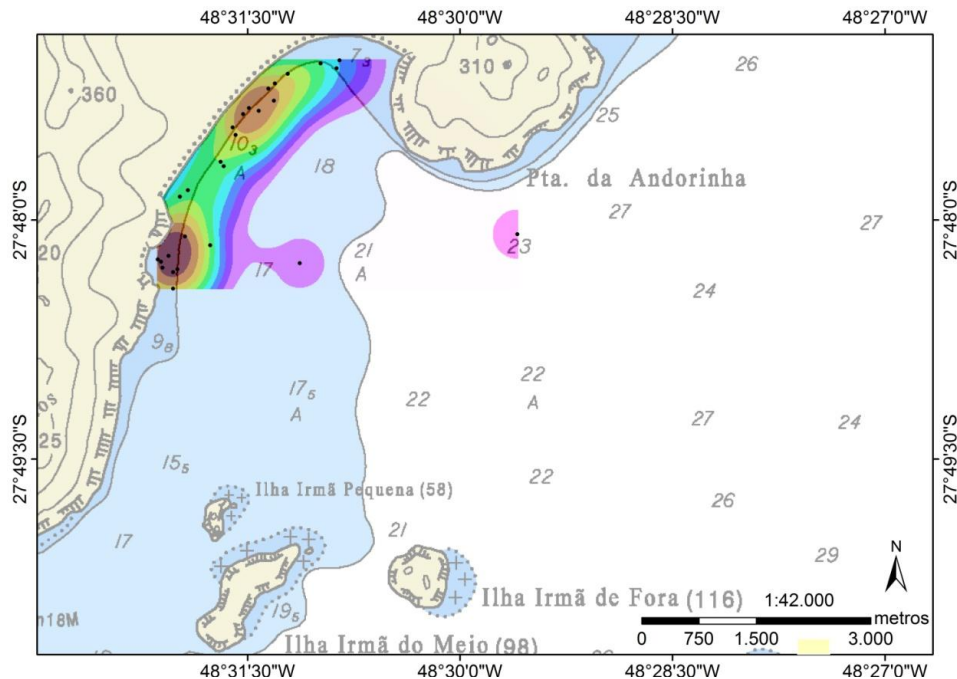 48°31'30"W 48°30'0"W 48°28'30"W 48°27'0"W
7₃
26
360
310
25
10₃
A
18
Pta. da Andorinha
27
27
27°48'0"S
27°48'0"S
23
21
A
17
20
24
9₈
22
A
17₅
A
22
27
24
os
25
27°49'30"S
27°49'30"S
15₅
22
Ilha Irmã Pequena (58)
26
21
17
29
N
Ilha Irmã de Fora (116)
1:42.000
19₅
metros
h18M
0 750 1.500 3.000
Ilha Irmã do Meio (98)
48°31'30"W 48°30'0"W 48°28'30"W 48°27'0"W